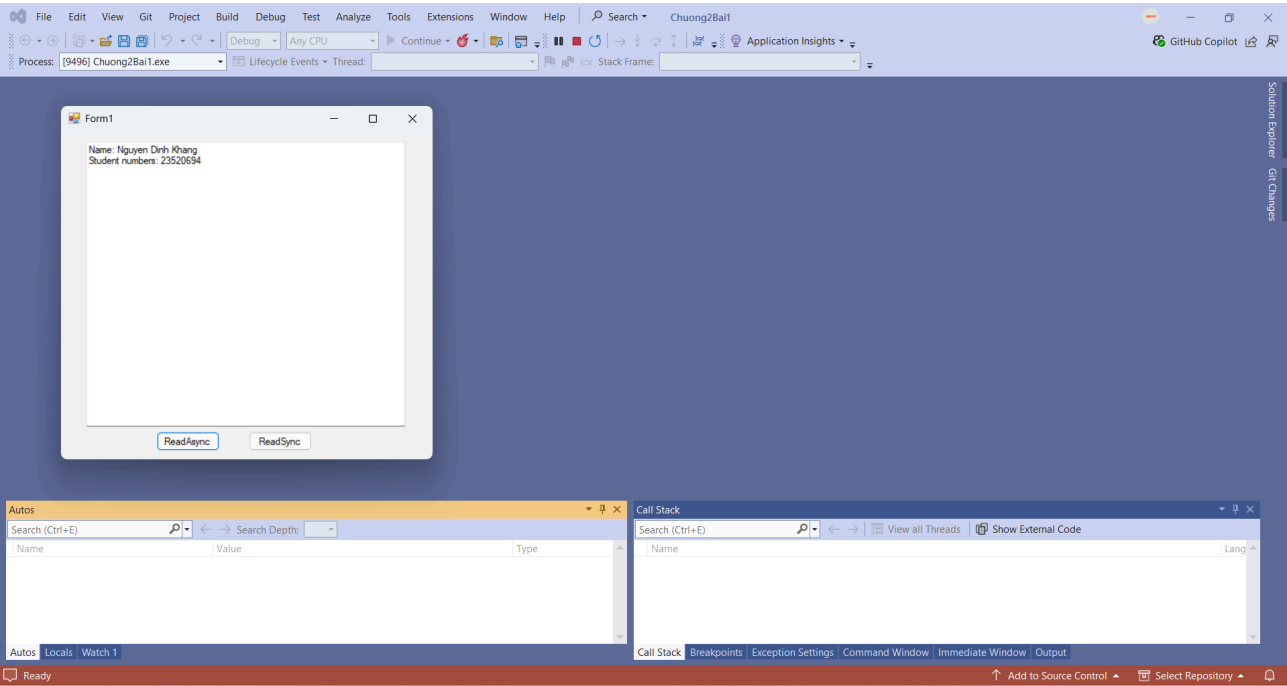 File Edit View Git Project Build Debug Test Analyze Tools Extensions Window Help Search Chuong2Bai1
Debug Any CPU Continue Application Insights GitHub Copilot
Process: [9496] Chuong2Bai1.exe Lifecycle Events Thread: Stack Frame:
Solution Explorer
Git Changes
Form1
Name: Nguyen Dinh Khang
Student numbers: 23520694
ReadAsync ReadSync
Autos
Search (Ctrl+E) Search Depth:
Name Value Type
Autos Locals Watch 1
Call Stack
Search (Ctrl+E) View all Threads Show External Code
Name Lang
Call Stack Breakpoints Exception Settings Command Window Immediate Window Output
Ready Add to Source Control Select Repository